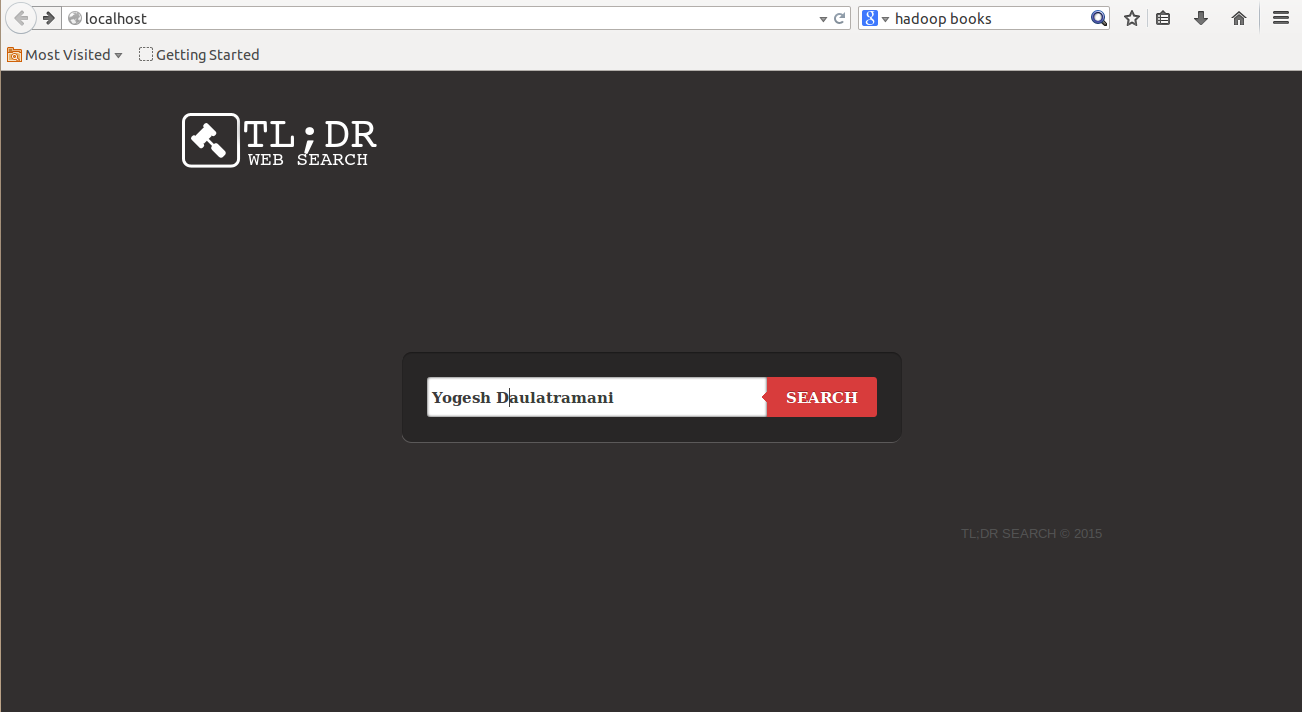 localhost
hadoop books
Most Visited
Getting Started
TL;DR
WEB SEARCH
Yogesh Daulatramani
SEARCH
TL;DR SEARCH © 2015